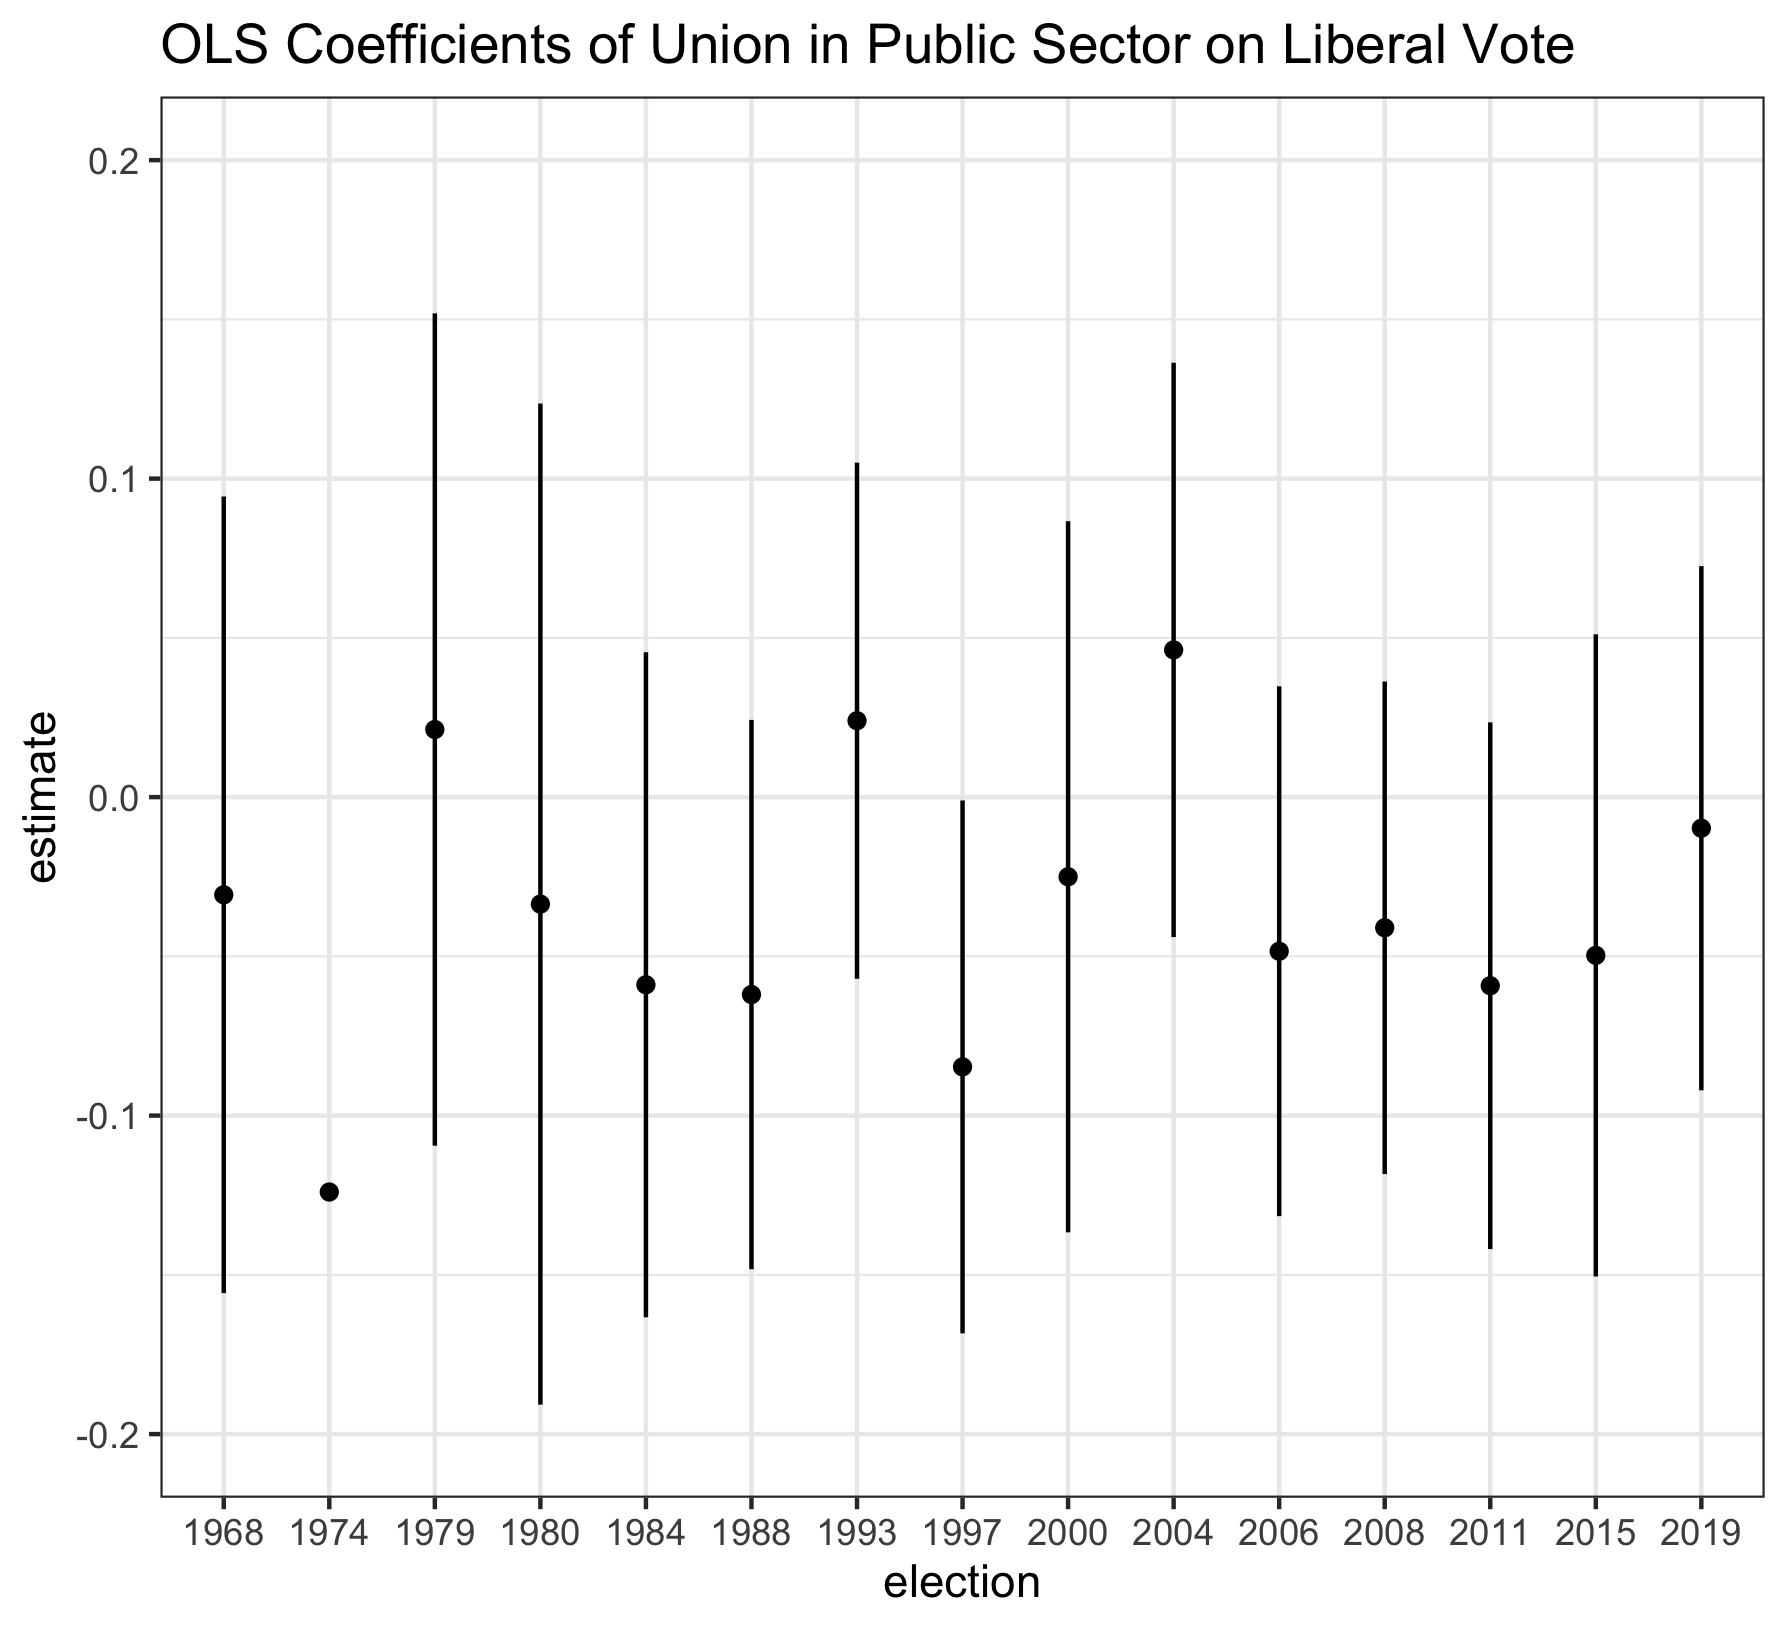 OLS Coefficients of Union in Public Sector on Liberal Vote
0.2
0.1
0.0
-0.1
-0.2
estimate
1968 1974 1979 1980 1984 1988 1993 1997 2000 2004 2006 2008 2011 2015 2019
election